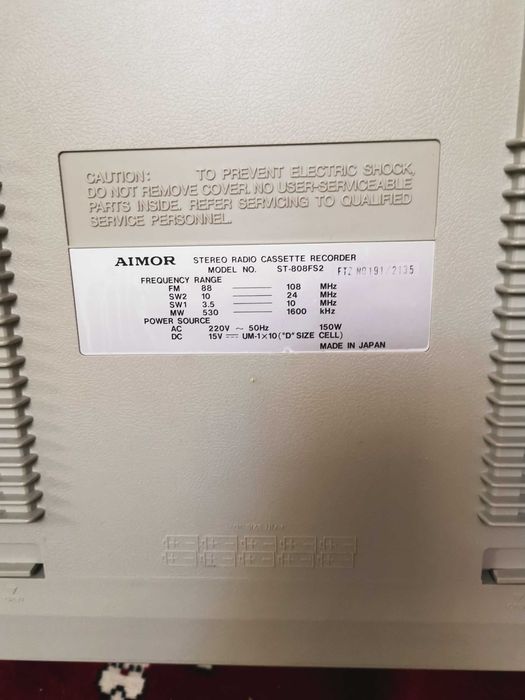 CAUTION: TO PREVENT ELECTRIC SHOCK,
DO NOT REMOVE COVER. NO USER-SERVICEABLE
PARTS INSIDE. REFER SERVICING TO QUALIFIED
SERVICE PERSONNEL.
AIMOR STEREO RADIO CASSETTE RECORDER
MODEL NO. ST-808FS2 FTZ NO191/2135
FREQUENCY RANGE
FM 88 108 MHz
SW2 10 24 MHz
SW1 3.5 10 MHz
MW 530 1600 kHz
POWER SOURCE
AC 220V ~ 50Hz 150W
DC 15V ⎓ UM-1×10 ("D" SIZE CELL)
MADE IN JAPAN